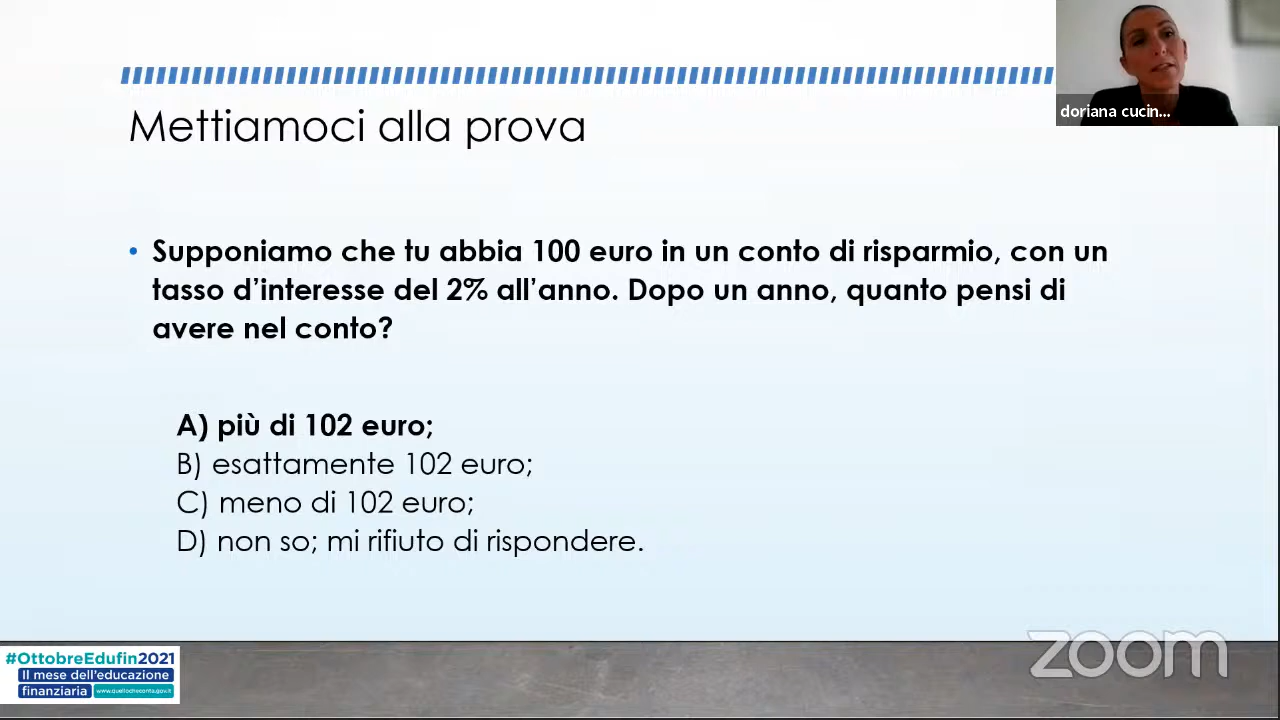 doriana cucin...
Mettiamoci alla prova
• Supponiamo che tu abbia 100 euro in un conto di risparmio, con un
tasso d'interesse del 2% all'anno. Dopo un anno, quanto pensi di
avere nel conto?
A) più di 102 euro;
B) esattamente 102 euro;
C) meno di 102 euro;
D) non so; mi rifiuto di rispondere.
#OttobreEdufin2021
Il mese dell'educazione
finanziaria www.quellocheconta.gov.it
zoom